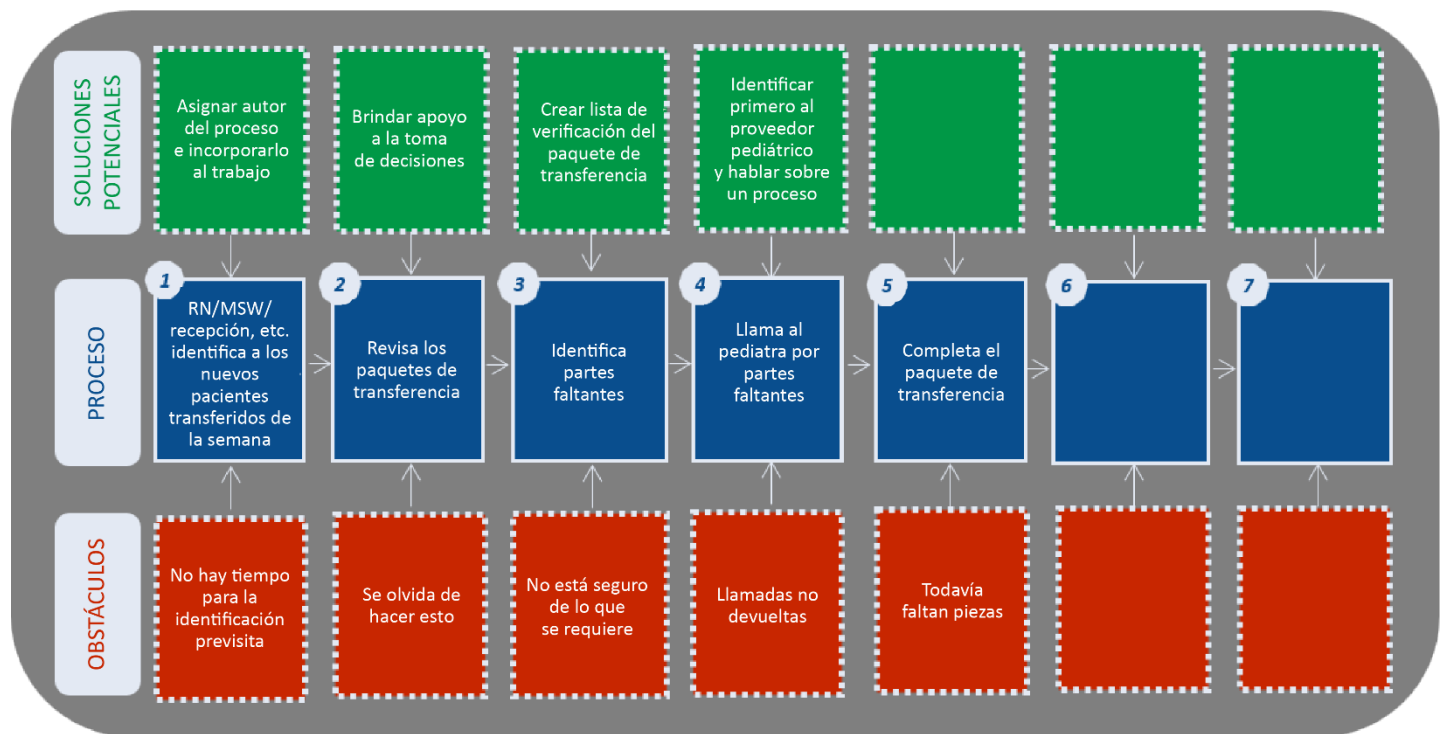 SOLUCIONES
POTENCIALES
Asignar autor
del proceso
e incorporarlo
al trabajo
Brindar apoyo
a la toma
de decisiones
Crear lista de
verificación del
paquete de
transferencia
Identificar
primero al
proveedor
pediátrico
y hablar sobre
un proceso
PROCESO
1
RN/MSW/
recepción, etc.
identifica a los
nuevos
pacientes
transferidos de
la semana
2
Revisa los
paquetes de
transferencia
3
Identifica
partes
faltantes
4
Llama al
pediatra por
partes
faltantes
5
Completa el
paquete de
transferencia
6
7
OBSTÁCULOS
No hay tiempo
para la
identificación
previsita
Se olvida de
hacer esto
No está seguro
de lo que
se requiere
Llamadas no
devueltas
Todavía
faltan piezas